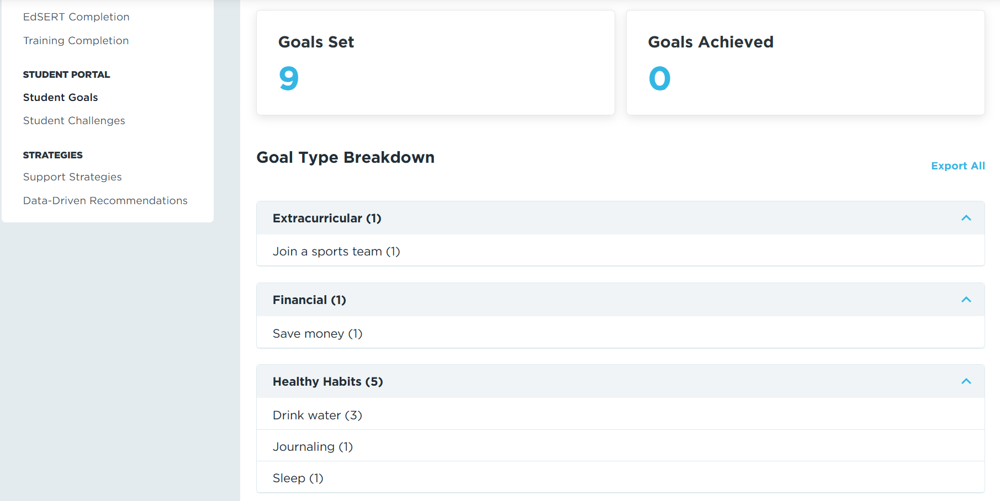 EdSERT Completion
Training Completion
STUDENT PORTAL
Student Goals
Student Challenges
STRATEGIES
Support Strategies
Data-Driven Recommendations
Goals Set
9
Goals Achieved
0
Goal Type Breakdown
Export All
Extracurricular (1)
Join a sports team (1)
Financial (1)
Save money (1)
Healthy Habits (5)
Drink water (3)
Journaling (1)
Sleep (1)